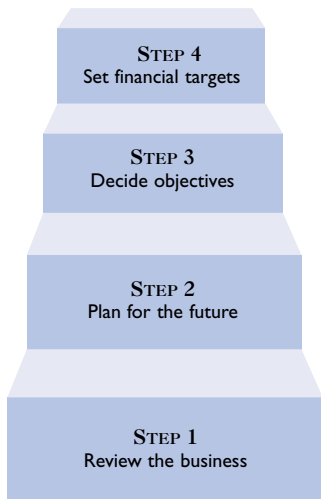 STEP 4
Set financial targets
STEP 3
Decide objectives
STEP 2
Plan for the future
STEP 1
Review the business